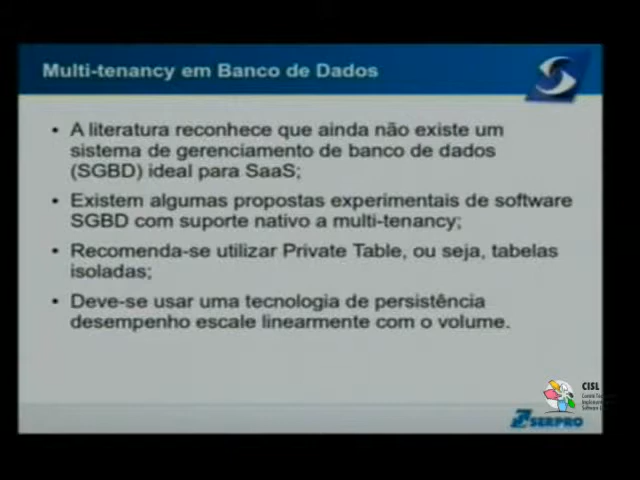 Multi-tenancy em Banco de Dados
• A literatura reconhece que ainda não existe um
sistema de gerenciamento de banco de dados
(SGBD) ideal para SaaS;
• Existem algumas propostas experimentais de software
SGBD com suporte nativo a multi-tenancy;
• Recomenda-se utilizar Private Table, ou seja, tabelas
isoladas;
• Deve-se usar uma tecnologia de persistência
desempenho escale linearmente com o volume.
CISL
SERPRO